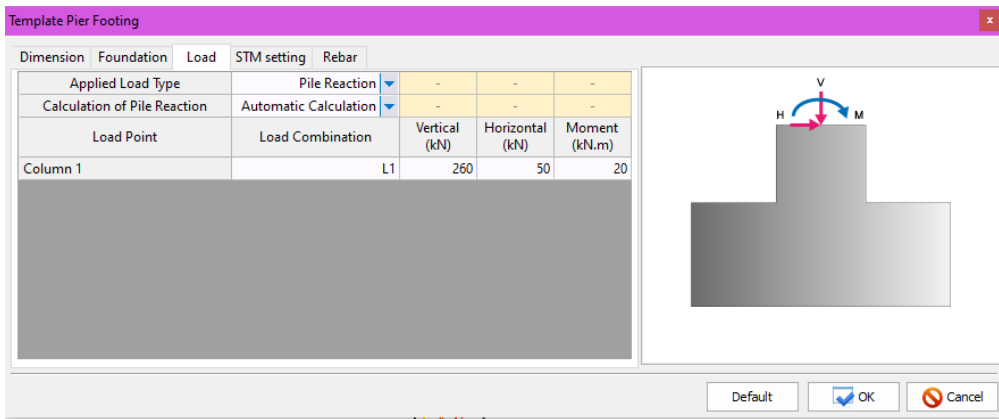 Template Pier Footing
x
Dimension Foundation Load STM setting Rebar
Applied Load Type Pile Reaction - - -
Calculation of Pile Reaction Automatic Calculation - - -
Load Point Load Combination Vertical (kN) Horizontal (kN) Moment (kN.m)
Column 1 L1 260 50 20
V
H M
Default OK Cancel